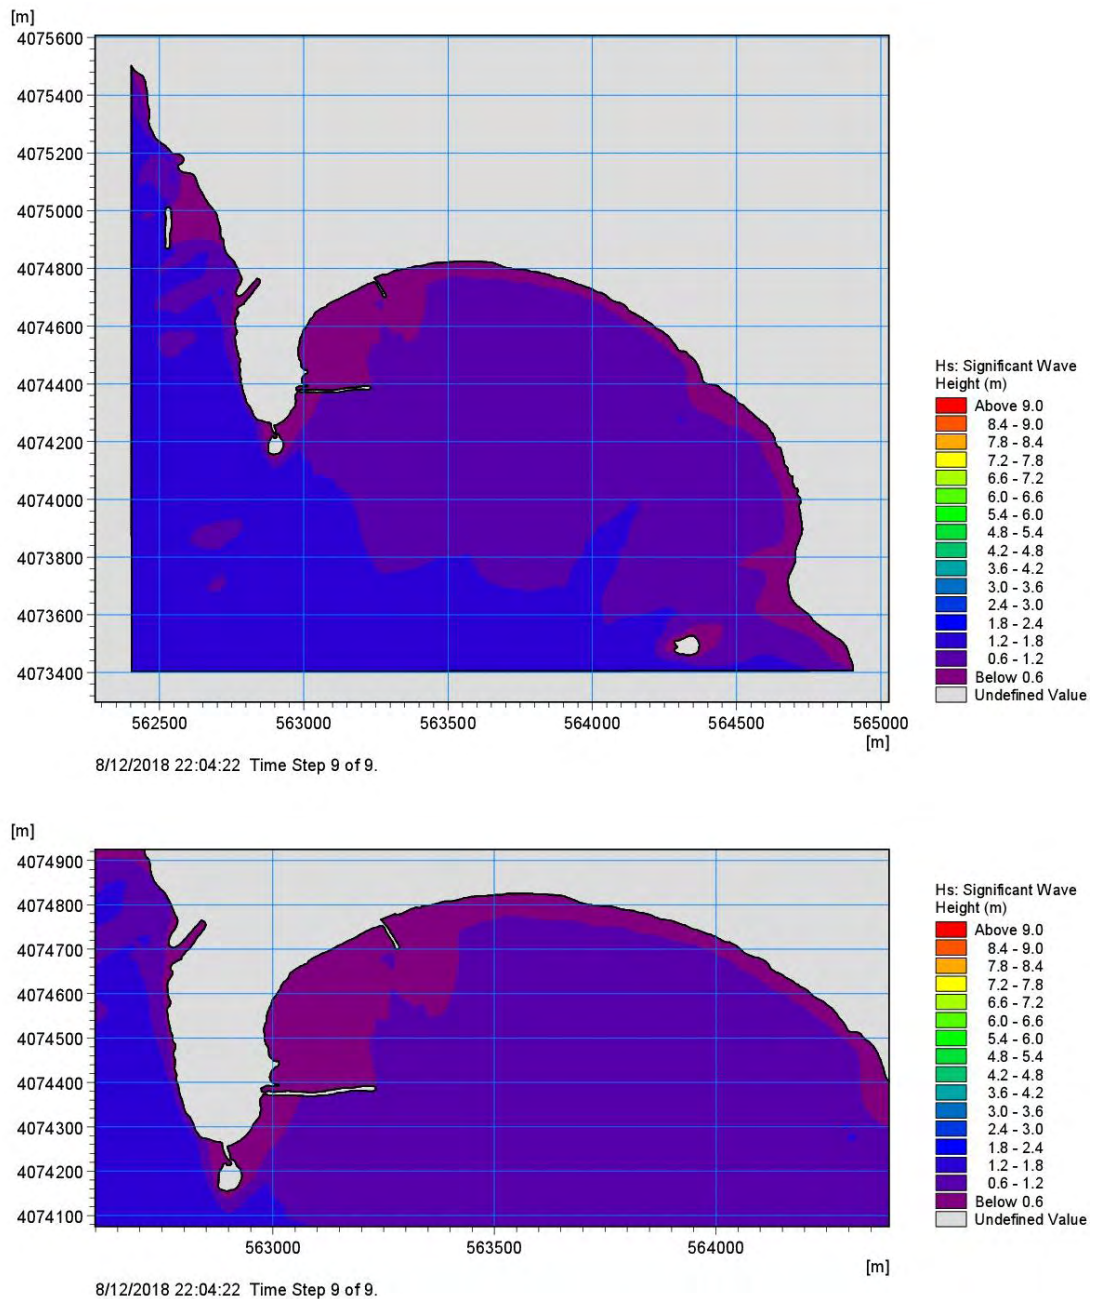 [m]
4075600
4075400
4075200
4075000
4074800
4074600
4074400
4074200
4074000
4073800
4073600
4073400
562500 563000 563500 564000 564500 565000
[m]
8/12/2018 22:04:22 Time Step 9 of 9.
Hs: Significant Wave
Height (m)
Above 9.0
8.4 - 9.0
7.8 - 8.4
7.2 - 7.8
6.6 - 7.2
6.0 - 6.6
5.4 - 6.0
4.8 - 5.4
4.2 - 4.8
3.6 - 4.2
3.0 - 3.6
2.4 - 3.0
1.8 - 2.4
1.2 - 1.8
0.6 - 1.2
Below 0.6
Undefined Value
[m]
4074900
4074800
4074700
4074600
4074500
4074400
4074300
4074200
4074100
563000 563500 564000
[m]
8/12/2018 22:04:22 Time Step 9 of 9.
Hs: Significant Wave
Height (m)
Above 9.0
8.4 - 9.0
7.8 - 8.4
7.2 - 7.8
6.6 - 7.2
6.0 - 6.6
5.4 - 6.0
4.8 - 5.4
4.2 - 4.8
3.6 - 4.2
3.0 - 3.6
2.4 - 3.0
1.8 - 2.4
1.2 - 1.8
0.6 - 1.2
Below 0.6
Undefined Value